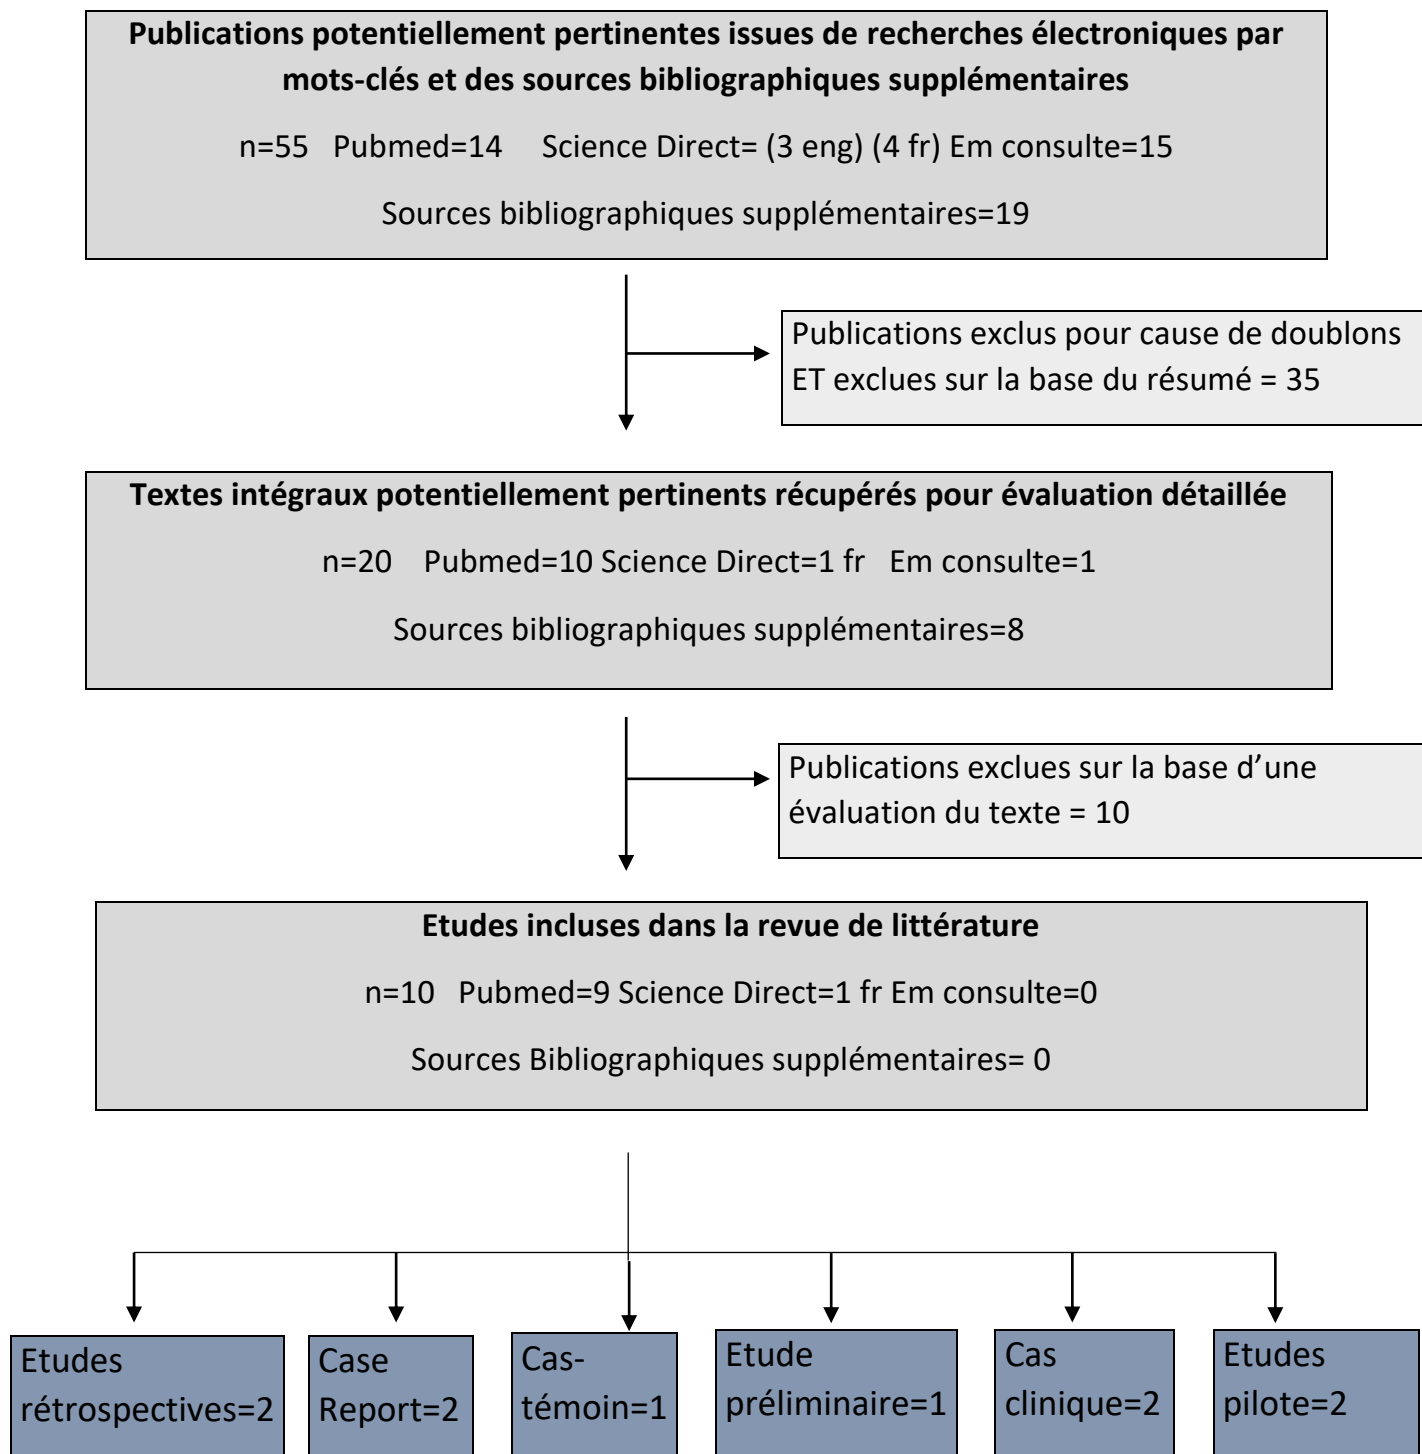 Publications potentiellement pertinentes issues de recherches électroniques par
mots-clés et des sources bibliographiques supplémentaires
n=55 Pubmed=14 Science Direct= (3 eng) (4 fr) Em consulte=15
Sources bibliographiques supplémentaires=19
Publications exclus pour cause de doublons
ET exclues sur la base du résumé = 35
Textes intégraux potentiellement pertinents récupérés pour évaluation détaillée
n=20 Pubmed=10 Science Direct=1 fr Em consulte=1
Sources bibliographiques supplémentaires=8
Publications exclues sur la base d’une
évaluation du texte = 10
Etudes incluses dans la revue de littérature
n=10 Pubmed=9 Science Direct=1 fr Em consulte=0
Sources Bibliographiques supplémentaires= 0
Etudes
rétrospectives=2
Case
Report=2
Cas-
témoin=1
Etude
préliminaire=1
Cas
clinique=2
Etudes
pilote=2